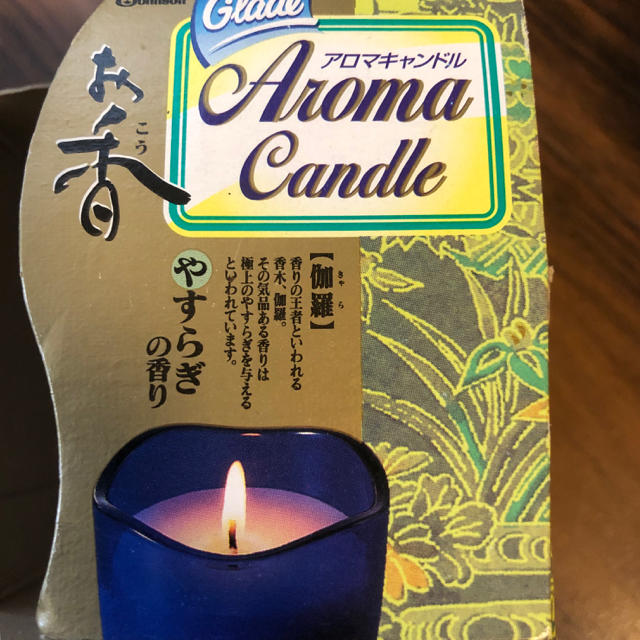 Johnson
Glade
アロマキャンドル
Aroma
Candle
お香
こう
【伽羅】
きゃら
香りの王者といわれる
香木、伽羅。
その気品ある香りは
極上のやすらぎを与える
といわれています。
やすらぎ
の香り